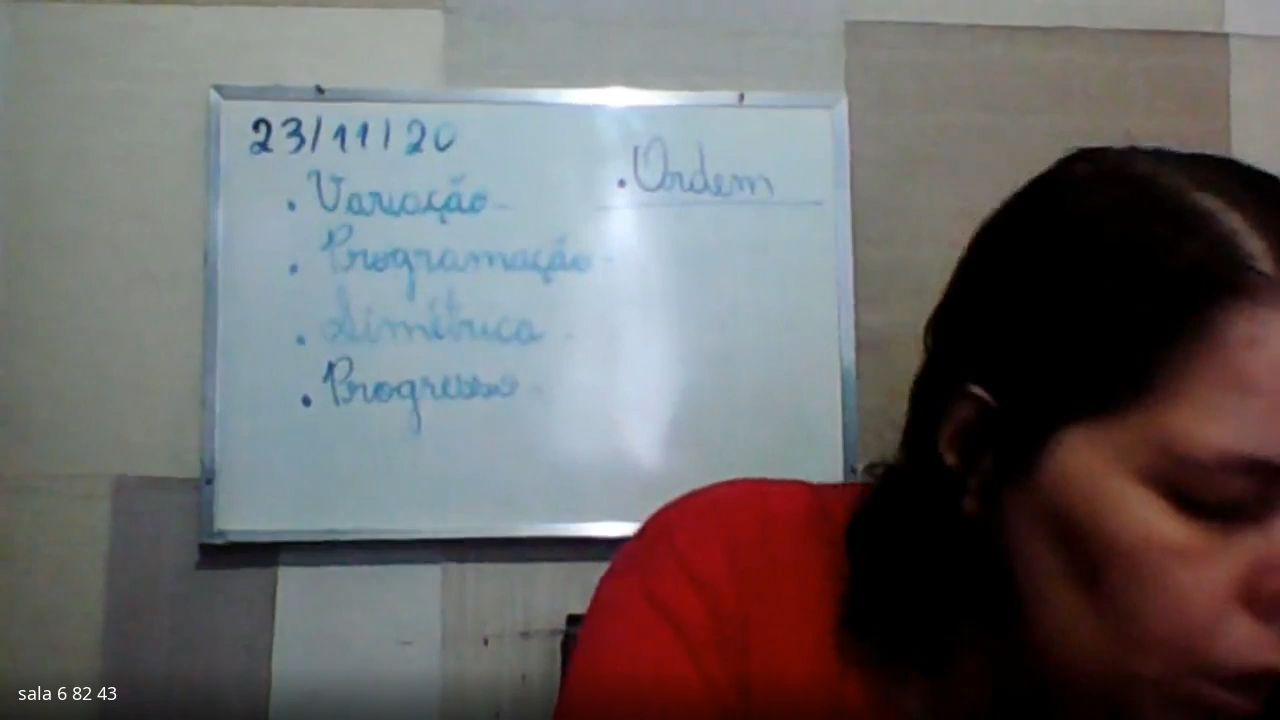 23/11/20
. Variação
. Programação
. Simétrica
. Progresso
. Ordem
sala 6 82 43